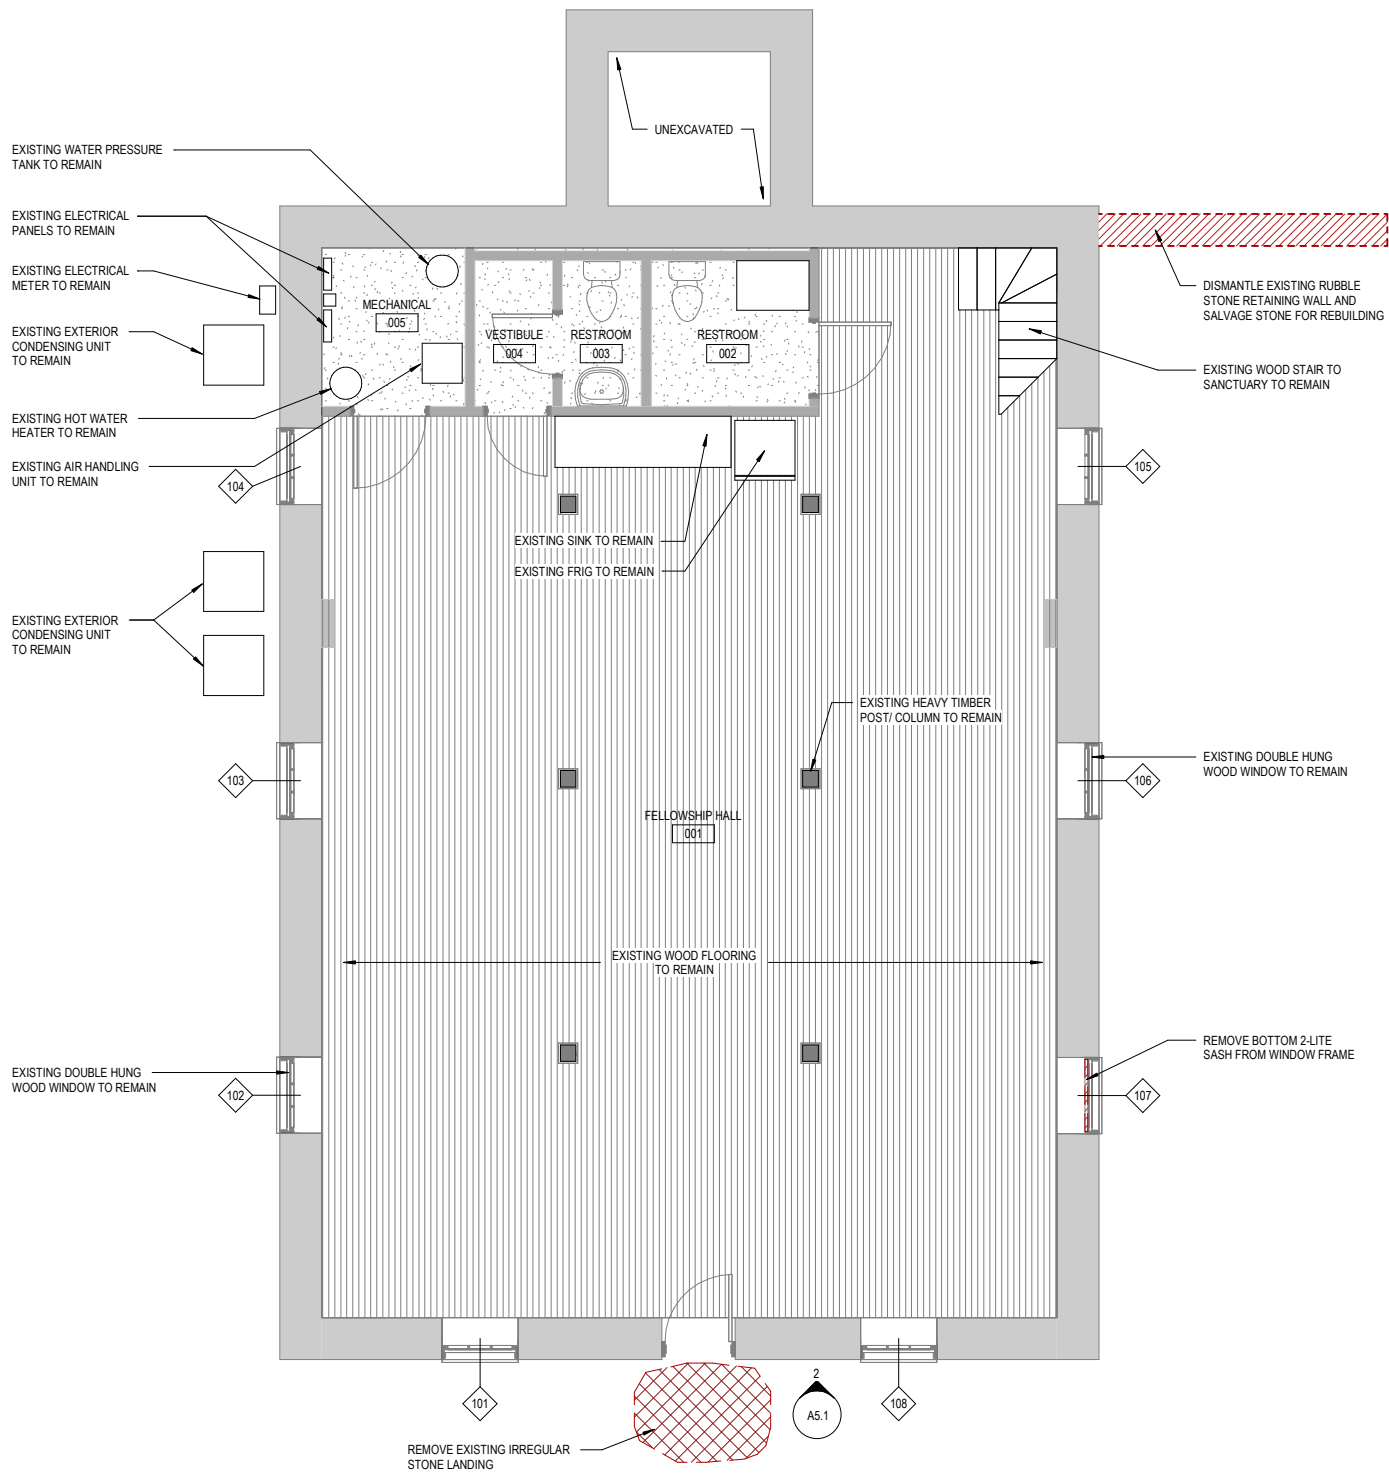 UNEXCAVATED
EXISTING WATER PRESSURE
TANK TO REMAIN
EXISTING ELECTRICAL
PANELS TO REMAIN
EXISTING ELECTRICAL
METER TO REMAIN
EXISTING EXTERIOR
CONDENSING UNIT
TO REMAIN
EXISTING HOT WATER
HEATER TO REMAIN
EXISTING AIR HANDLING
UNIT TO REMAIN
MECHANICAL
005
VESTIBULE
004
RESTROOM
003
RESTROOM
002
DISMANTLE EXISTING RUBBLE
STONE RETAINING WALL AND
SALVAGE STONE FOR REBUILDING
EXISTING WOOD STAIR TO
SANCTUARY TO REMAIN
104
105
EXISTING SINK TO REMAIN
EXISTING FRIG TO REMAIN
EXISTING EXTERIOR
CONDENSING UNIT
TO REMAIN
EXISTING HEAVY TIMBER
POST/ COLUMN TO REMAIN
103
106
EXISTING DOUBLE HUNG
WOOD WINDOW TO REMAIN
FELLOWSHIP HALL
001
EXISTING WOOD FLOORING
TO REMAIN
REMOVE BOTTOM 2-LITE
SASH FROM WINDOW FRAME
EXISTING DOUBLE HUNG
WOOD WINDOW TO REMAIN
102
107
101
2
A5.1
108
REMOVE EXISTING IRREGULAR
STONE LANDING